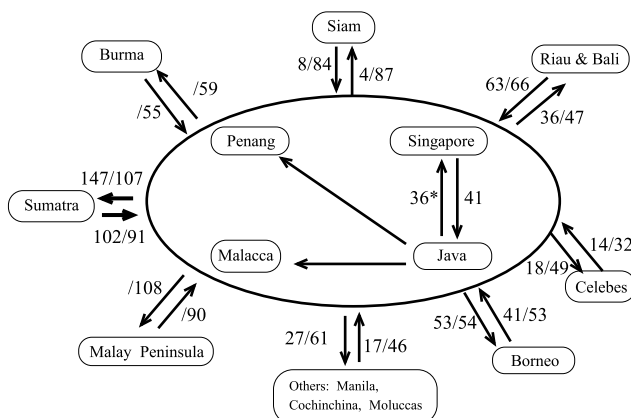 Siam
8/84
4/87
Burma
/59
/55
Riau & Bali
63/66
36/47
Penang
Singapore
36*
41
147/107
Sumatra
102/91
Malacca
Java
14/32
18/49
Celebes
/108
/90
Malay Peninsula
27/61
17/46
53/54
41/53
Borneo
Others: Manila,
Cochinchina, Moluccas